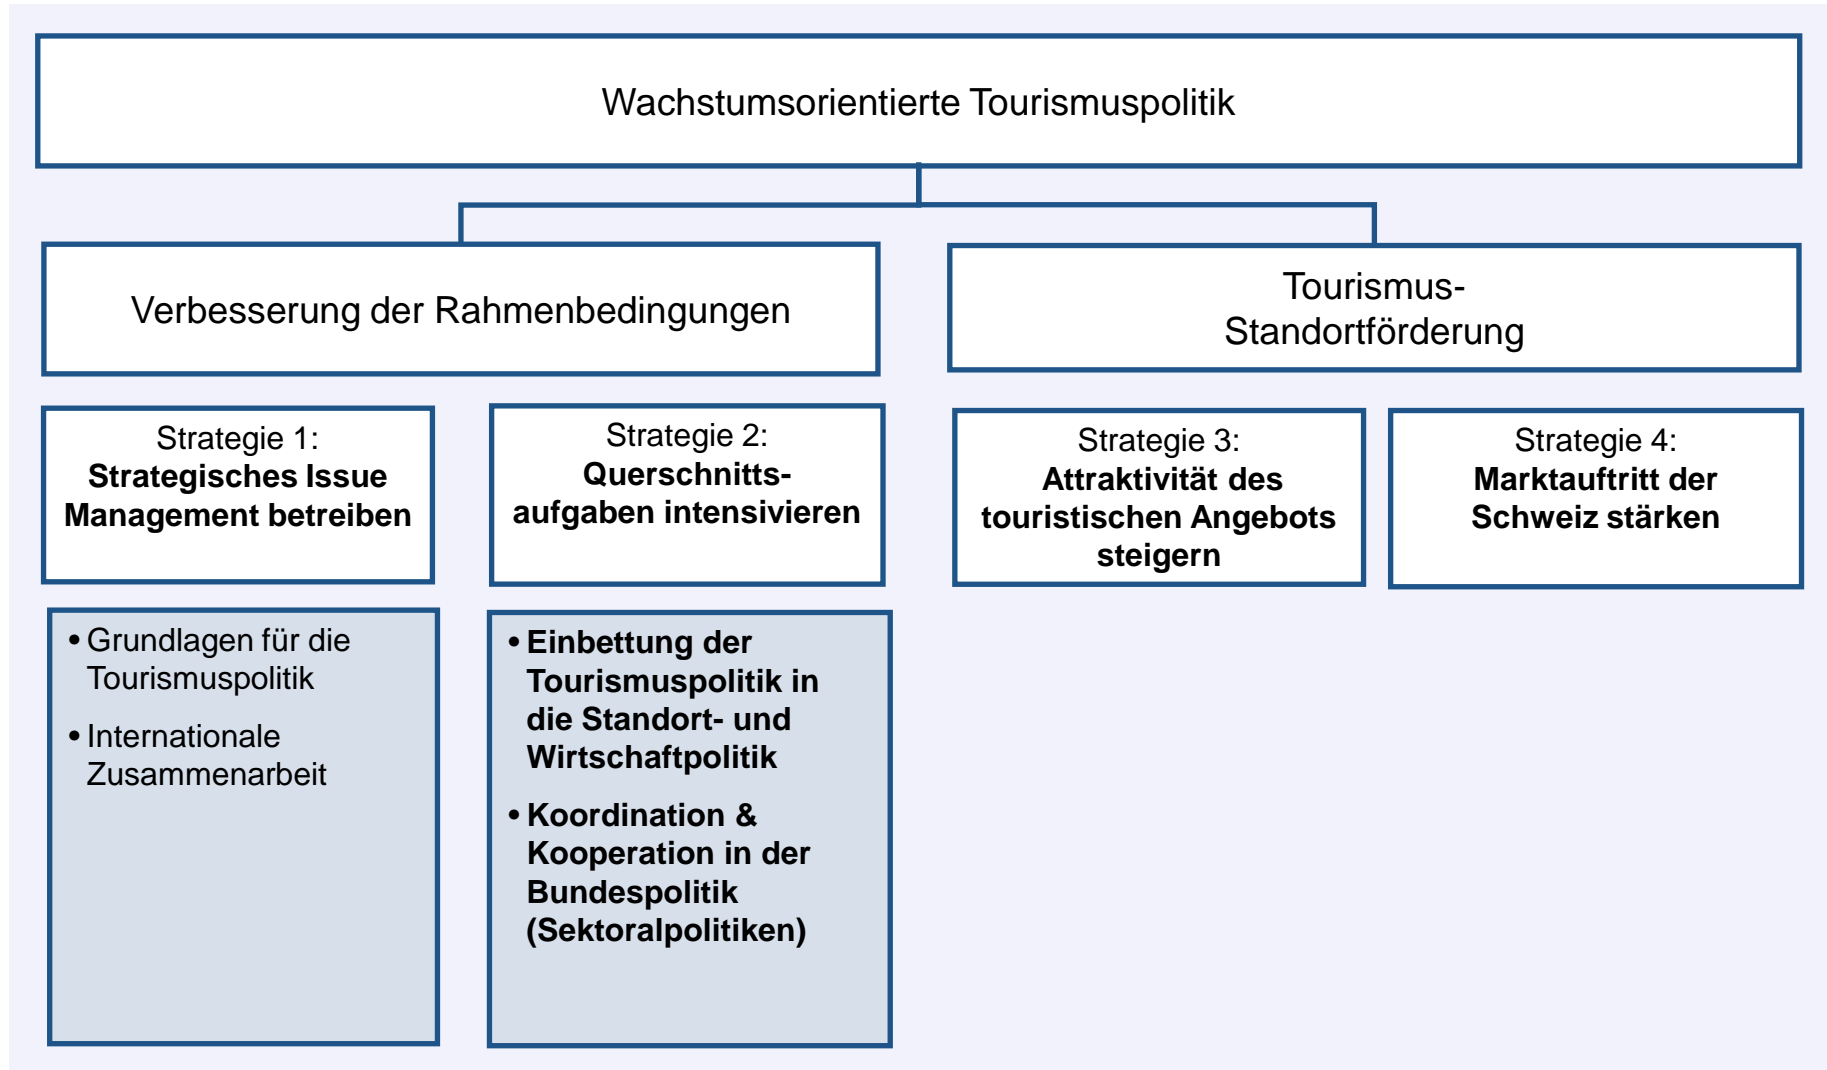 Wachstumsorientierte Tourismuspolitik
Verbesserung der Rahmenbedingungen
Tourismus-
Standortförderung
Strategie 1:
Strategisches Issue
Management betreiben
Strategie 2:
Querschnitts-
aufgaben intensivieren
Strategie 3:
Attraktivität des
touristischen Angebots
steigern
Strategie 4:
Marktauftritt der
Schweiz stärken
• Grundlagen für die
Tourismuspolitik
• Internationale
Zusammenarbeit
• Einbettung der
Tourismuspolitik in
die Standort- und
Wirtschaftpolitik
• Koordination &
Kooperation in der
Bundespolitik
(Sektoralpolitiken)